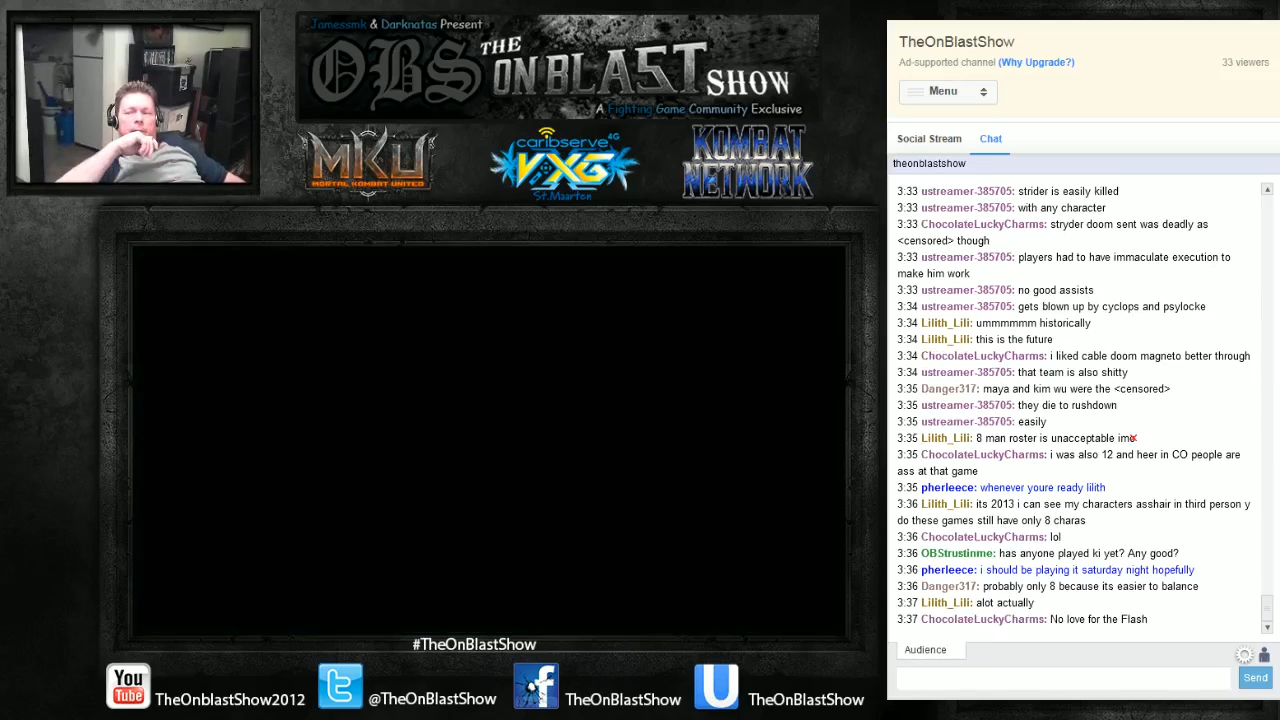 Jamessmk & Darknatas Present
OBS THE ONBLAST SHOW
A Fighting Game Community Exclusive
MKU
MORTAL KOMBAT UNITED
caribserve 4G
VXG
St.Maarten
KOMBAT
NETWORK
#TheOnBlastShow
You
Tube
TheOnblastShow2012
t
@TheOnBlastShow
f
TheOnBlastShow
U
TheOnBlastShow
TheOnBlastShow
Ad-supported channel (Why Upgrade?)
33 viewers
Menu
Social Stream
Chat
theonblastshow
3:33 ustreamer-385705: strider is easily killed
3:33 ustreamer-385705: with any character
3:33 ChocolateLuckyCharms: stryder doom sent was deadly as
<censored> though
3:33 ustreamer-385705: players had to have immaculate execution to
make him work
3:33 ustreamer-385705: no good assists
3:34 ustreamer-385705: gets blown up by cyclops and psylocke
3:34 Lilith_Lili: ummmmmm historically
3:34 Lilith_Lili: this is the future
3:34 ChocolateLuckyCharms: i liked cable doom magneto better through
3:34 ustreamer-385705: that team is also shitty
3:35 Danger317: maya and kim wu were the <censored>
3:35 ustreamer-385705: they die to rushdown
3:35 ustreamer-385705: easily
3:35 Lilith_Lili: 8 man roster is unacceptable imo
3:35 ChocolateLuckyCharms: i was also 12 and heer in CO people are
ass at that game
3:35 pherleece: whenever youre ready lilith
3:36 Lilith_Lili: its 2013 i can see my characters asshair in third person y
do these games still have only 8 charas
3:36 ChocolateLuckyCharms: lol
3:36 OBStrustinme: has anyone played ki yet? Any good?
3:36 pherleece: i should be playing it saturday night hopefully
3:36 Danger317: probably only 8 because its easier to balance
3:37 Lilith_Lili: alot actually
3:37 ChocolateLuckyCharms: No love for the Flash
Audience
Send